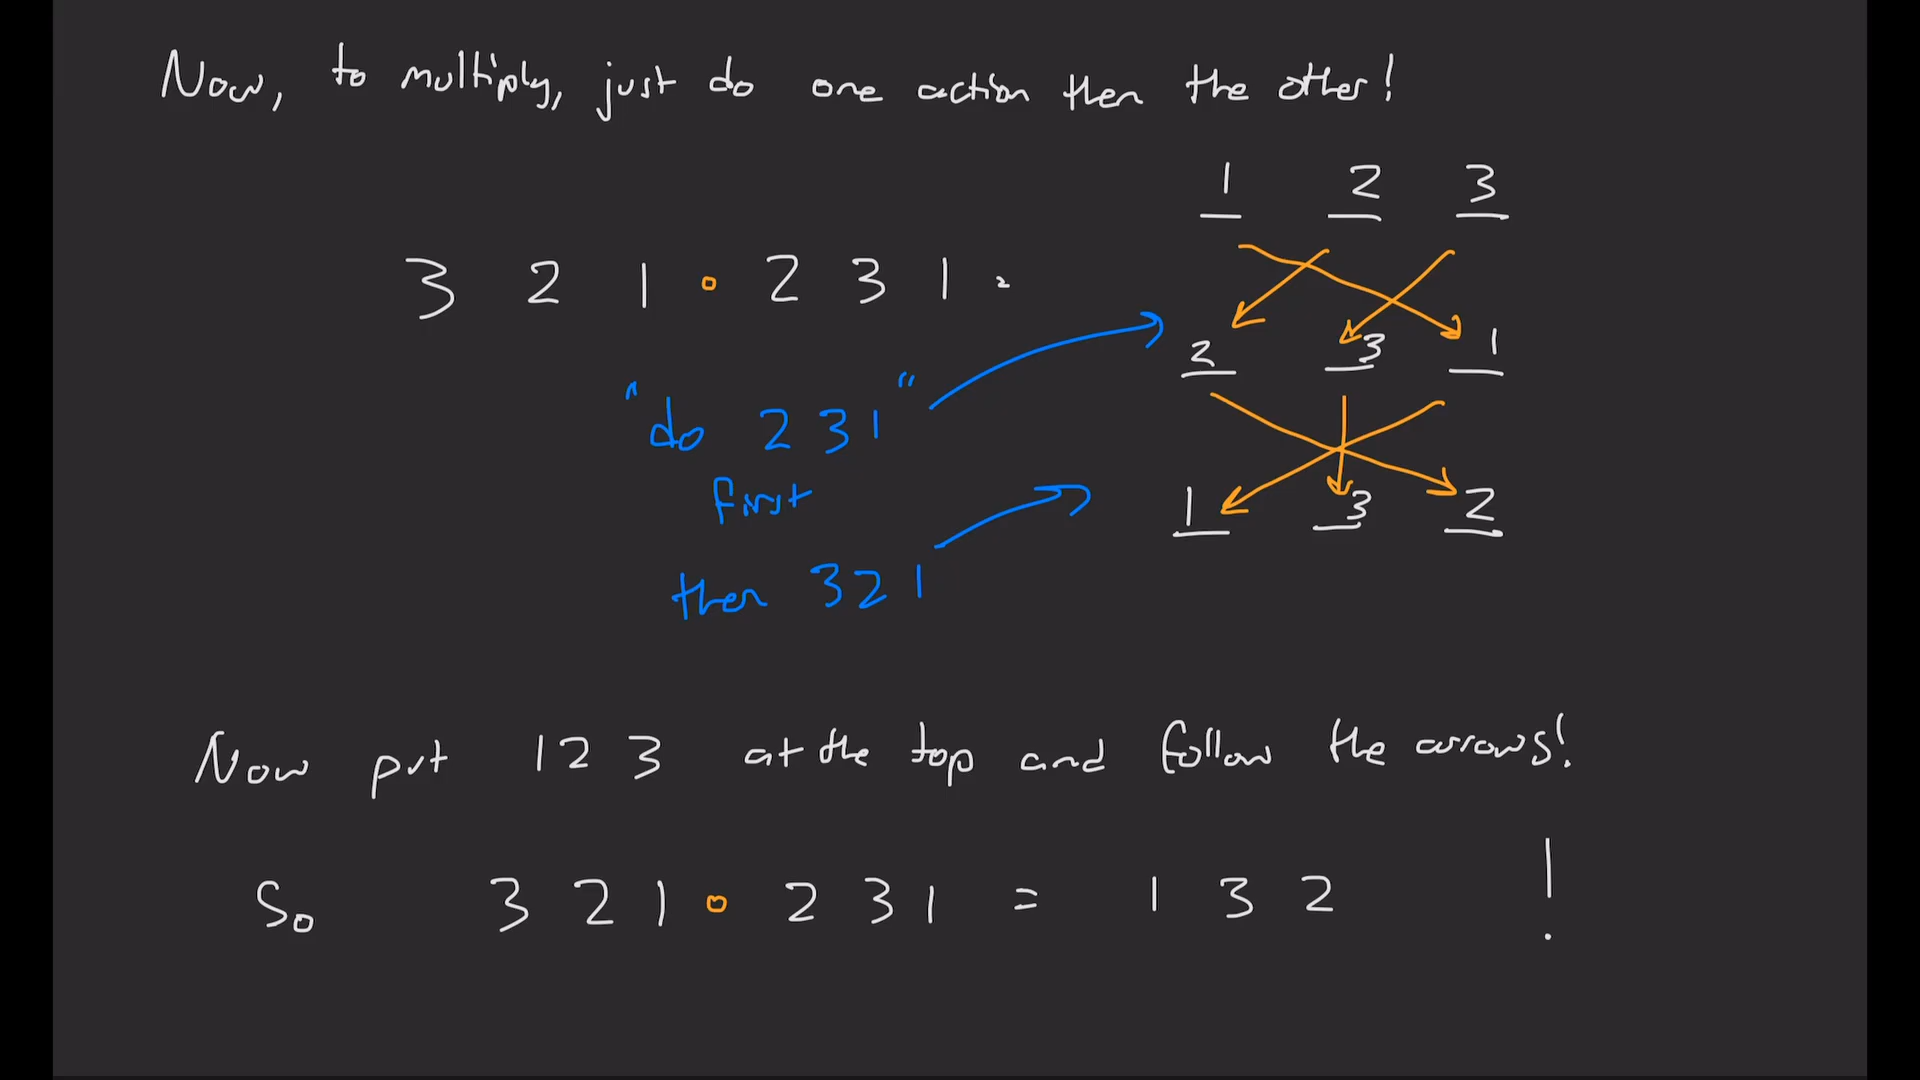 Now, to multiply, just do one action then the other!
1 2 3
3 2 1 ∘ 2 3 1 =
2 3 1
"do 2 3 1"
first
1 3 2
then 3 2 1
Now put 1 2 3 at the top and follow the arrows!
So 3 2 1 ∘ 2 3 1 = 1 3 2 !